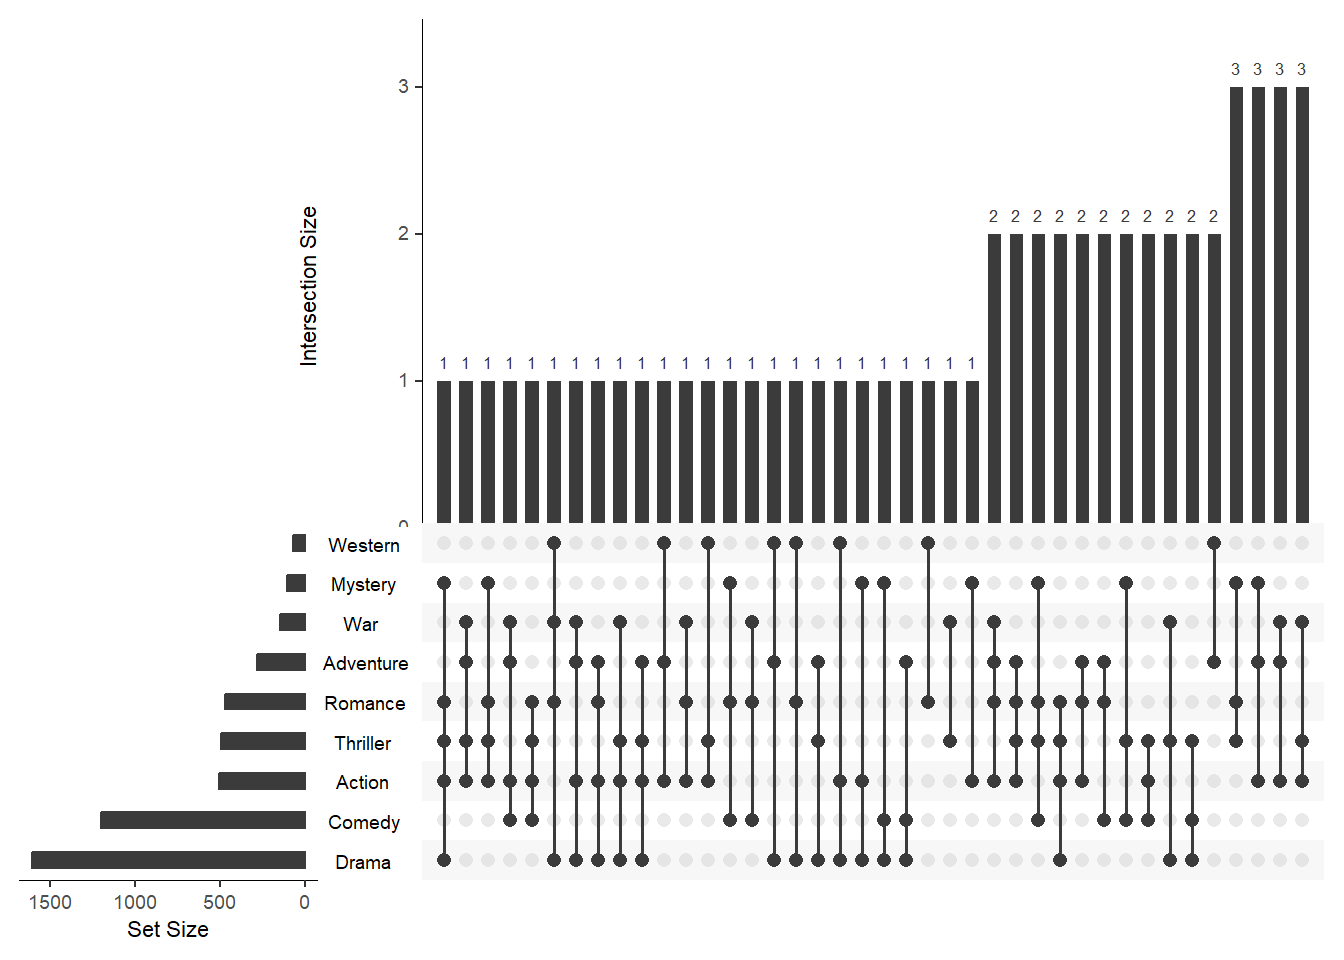 3 3 3 3
3
2 2 2 2 2 2 2 2 2 2 2
2
Intersection Size
1 1 1 1 1 1 1 1 1 1 1 1 1 1 1 1 1 1 1 1 1 1 1 1 1
1
0
Western
Mystery
War
Adventure
Romance
Thriller
Action
Comedy
Drama
1500 1000 500 0
Set Size